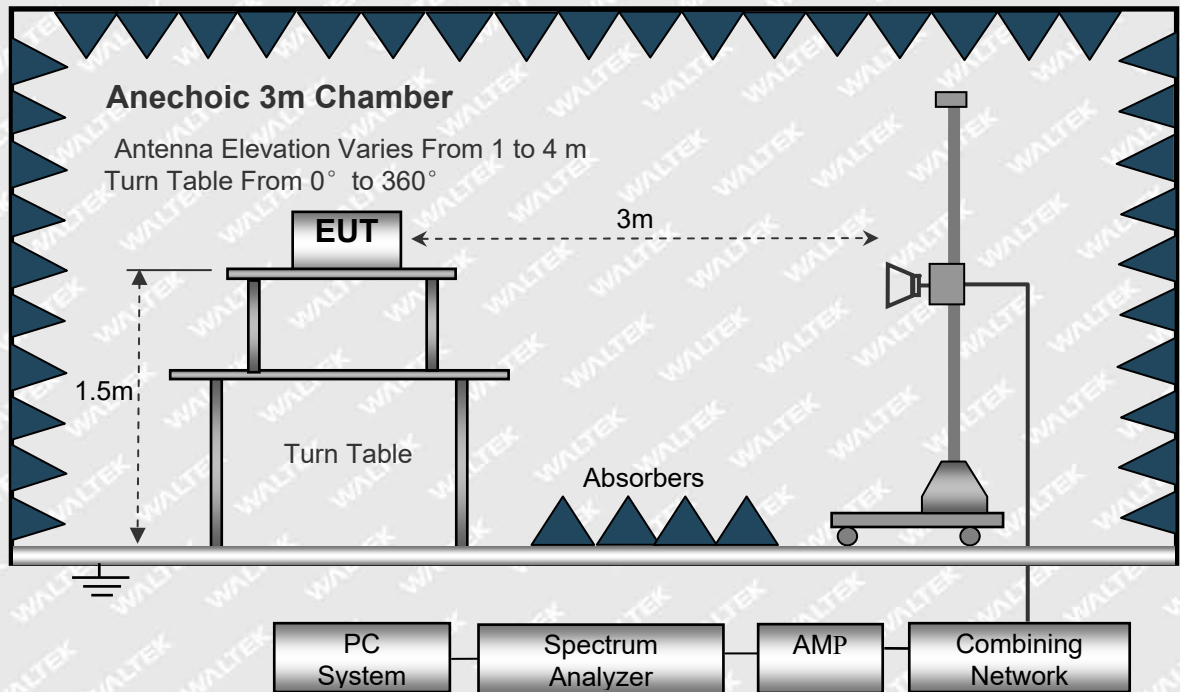 Anechoic 3m Chamber
Antenna Elevation Varies From 1 to 4 m
Turn Table From 0° to 360°
EUT
3m
1.5m
Turn Table
Absorbers
PC
System
Spectrum
Analyzer
AMP
Combining
Network
WALTEK